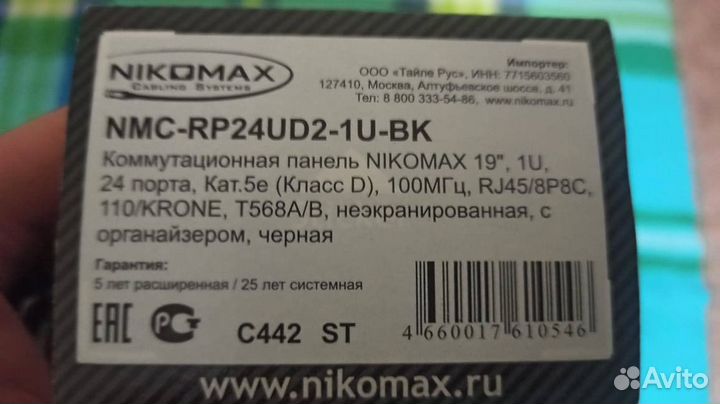 NIKOMAX
CABLING SYSTEMS
Импортер:
ООО «Тайле Рус», ИНН: 7715603560
127410, Москва, Алтуфьевское шоссе, д. 41
Тел: 8 800 333-54-86, www.nikomax.ru
NMC-RP24UD2-1U-BK
Коммутационная панель NIKOMAX 19", 1U,
24 порта, Кат.5е (Класс D), 100МГц, RJ45/8P8C,
110/KRONE, T568A/B, неэкранированная, с
органайзером, черная
Гарантия:
5 лет расширенная / 25 лет системная
ЕАС РСТ C442 ST
4 660017 610546
www.nikomax.ru
Avito